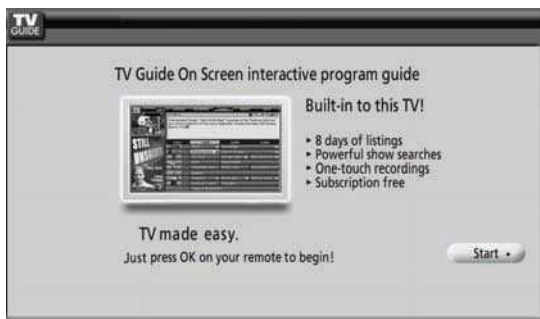 TV
GUIDE
TV Guide On Screen interactive program guide
Built-in to this TV!
▸ 8 days of listings
▸ Powerful show searches
▸ One-touch recordings
▸ Subscription free
TV made easy.
Just press OK on your remote to begin!
Start ▸